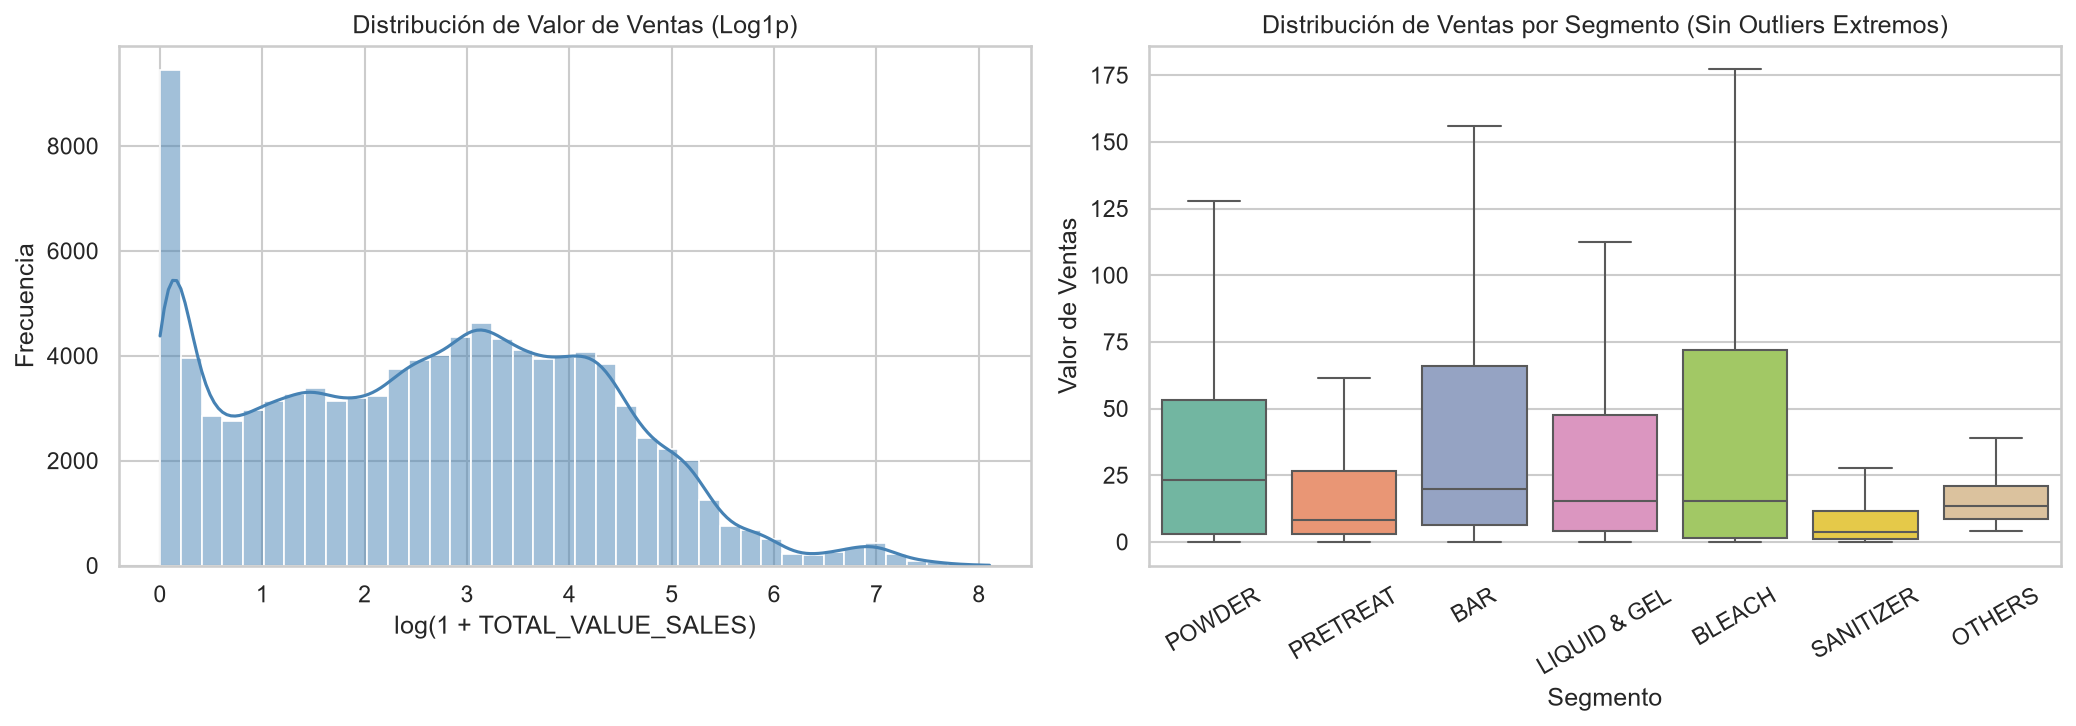 Distribución de Valor de Ventas (Log1p)
Frecuencia
8000
6000
4000
2000
0
0 1 2 3 4 5 6 7 8
log(1 + TOTAL_VALUE_SALES)
Distribución de Ventas por Segmento (Sin Outliers Extremos)
Valor de Ventas
175
150
125
100
75
50
25
0
POWDER PRETREAT BAR LIQUID & GEL BLEACH SANITIZER OTHERS
Segmento